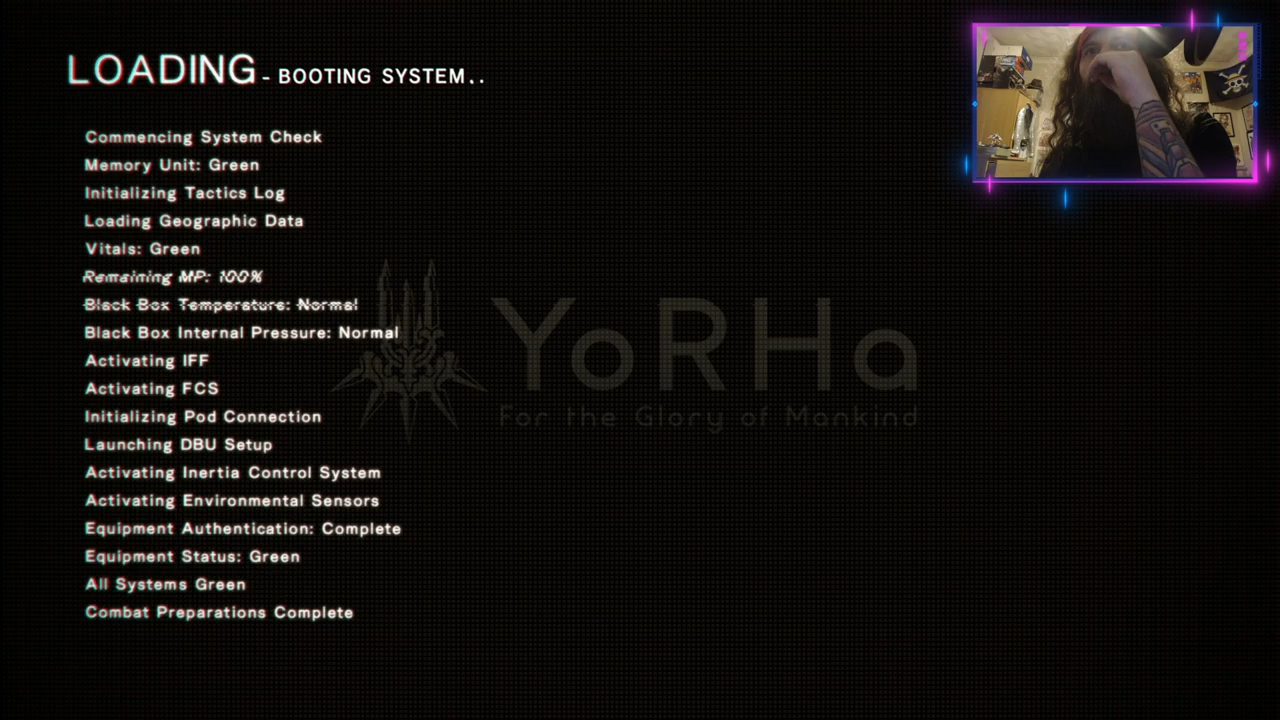 LOADING - BOOTING SYSTEM..
Commencing System Check
Memory Unit: Green
Initializing Tactics Log
Loading Geographic Data
Vitals: Green
Remaining MP: 100%
Black Box Temperature: Normal
Black Box Internal Pressure: Normal
Activating IFF
Activating FCS
Initializing Pod Connection
Launching DBU Setup
Activating Inertia Control System
Activating Environmental Sensors
Equipment Authentication: Complete
Equipment Status: Green
All Systems Green
Combat Preparations Complete
YoRHa
For the Glory of Mankind